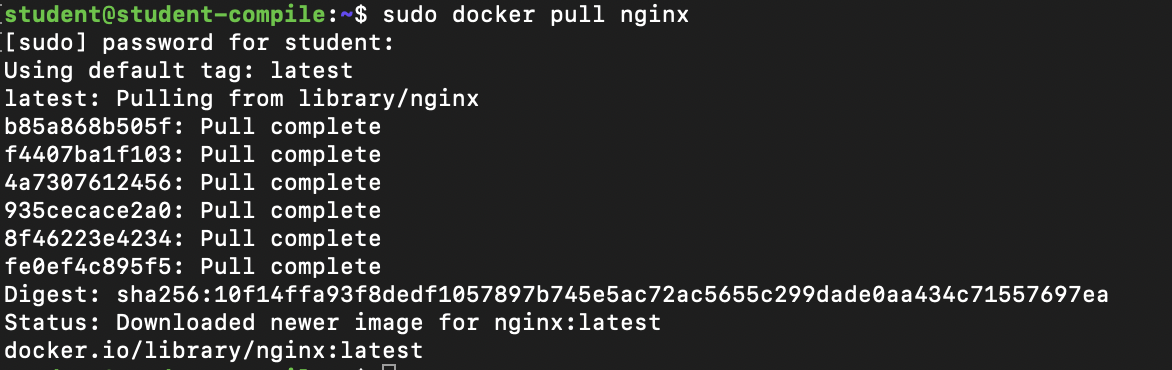 student@student-compile:~$ sudo docker pull nginx
[sudo] password for student:
Using default tag: latest
latest: Pulling from library/nginx
b85a868b505f: Pull complete
f4407ba1f103: Pull complete
4a7307612456: Pull complete
935cecace2a0: Pull complete
8f46223e4234: Pull complete
fe0ef4c895f5: Pull complete
Digest: sha256:10f14ffa93f8dedf1057897b745e5ac72ac5655c299dade0aa434c71557697ea
Status: Downloaded newer image for nginx:latest
docker.io/library/nginx:latest